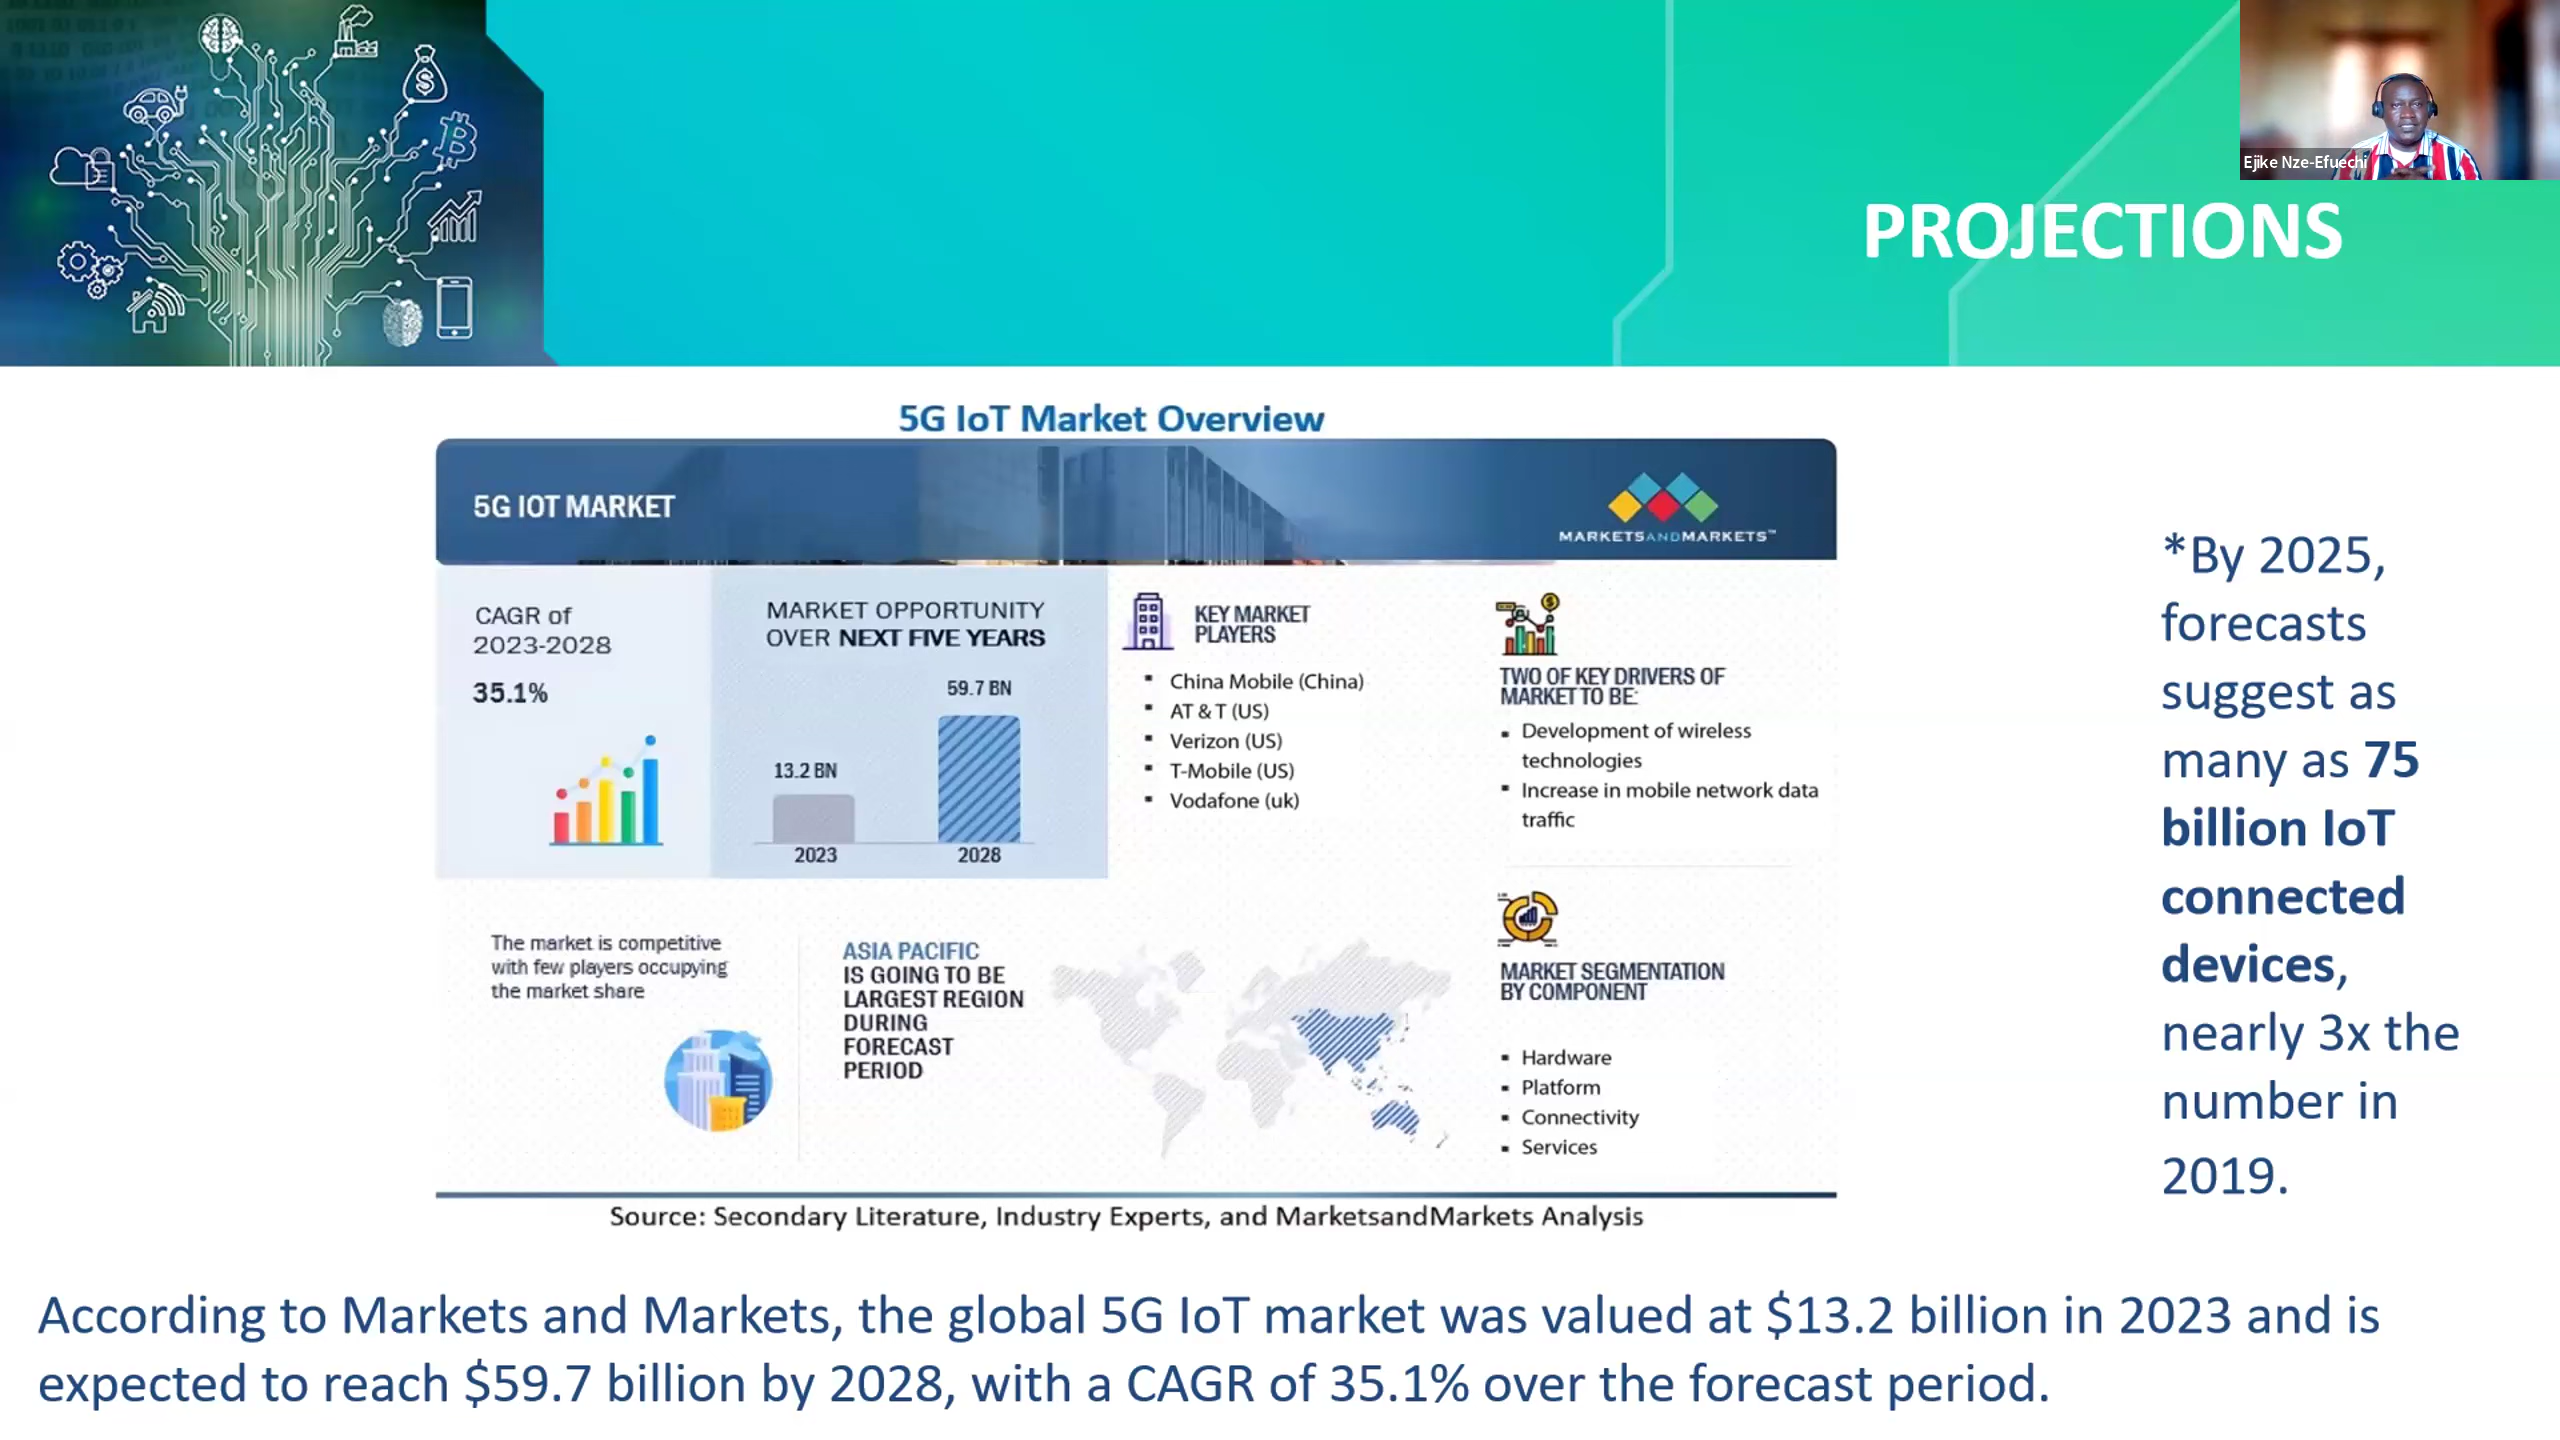 Ejike Nze-Efuechi
PROJECTIONS
5G IoT Market Overview
5G IOT MARKET
MARKETSANDMARKETS™
CAGR of
2023-2028
35.1%
MARKET OPPORTUNITY
OVER NEXT FIVE YEARS
59.7 BN
13.2 BN
2023
2028
KEY MARKET
PLAYERS
▪ China Mobile (China)
▪ AT & T (US)
▪ Verizon (US)
▪ T-Mobile (US)
▪ Vodafone (uk)
TWO OF KEY DRIVERS OF
MARKET TO BE:
▪ Development of wireless
technologies
▪ Increase in mobile network data
traffic
The market is competitive
with few players occupying
the market share
ASIA PACIFIC
IS GOING TO BE
LARGEST REGION
DURING
FORECAST
PERIOD
MARKET SEGMENTATION
BY COMPONENT
▪ Hardware
▪ Platform
▪ Connectivity
▪ Services
Source: Secondary Literature, Industry Experts, and MarketsandMarkets Analysis
*By 2025,
forecasts
suggest as
many as 75
billion IoT
connected
devices,
nearly 3x the
number in
2019.
According to Markets and Markets, the global 5G IoT market was valued at $13.2 billion in 2023 and is
expected to reach $59.7 billion by 2028, with a CAGR of 35.1% over the forecast period.